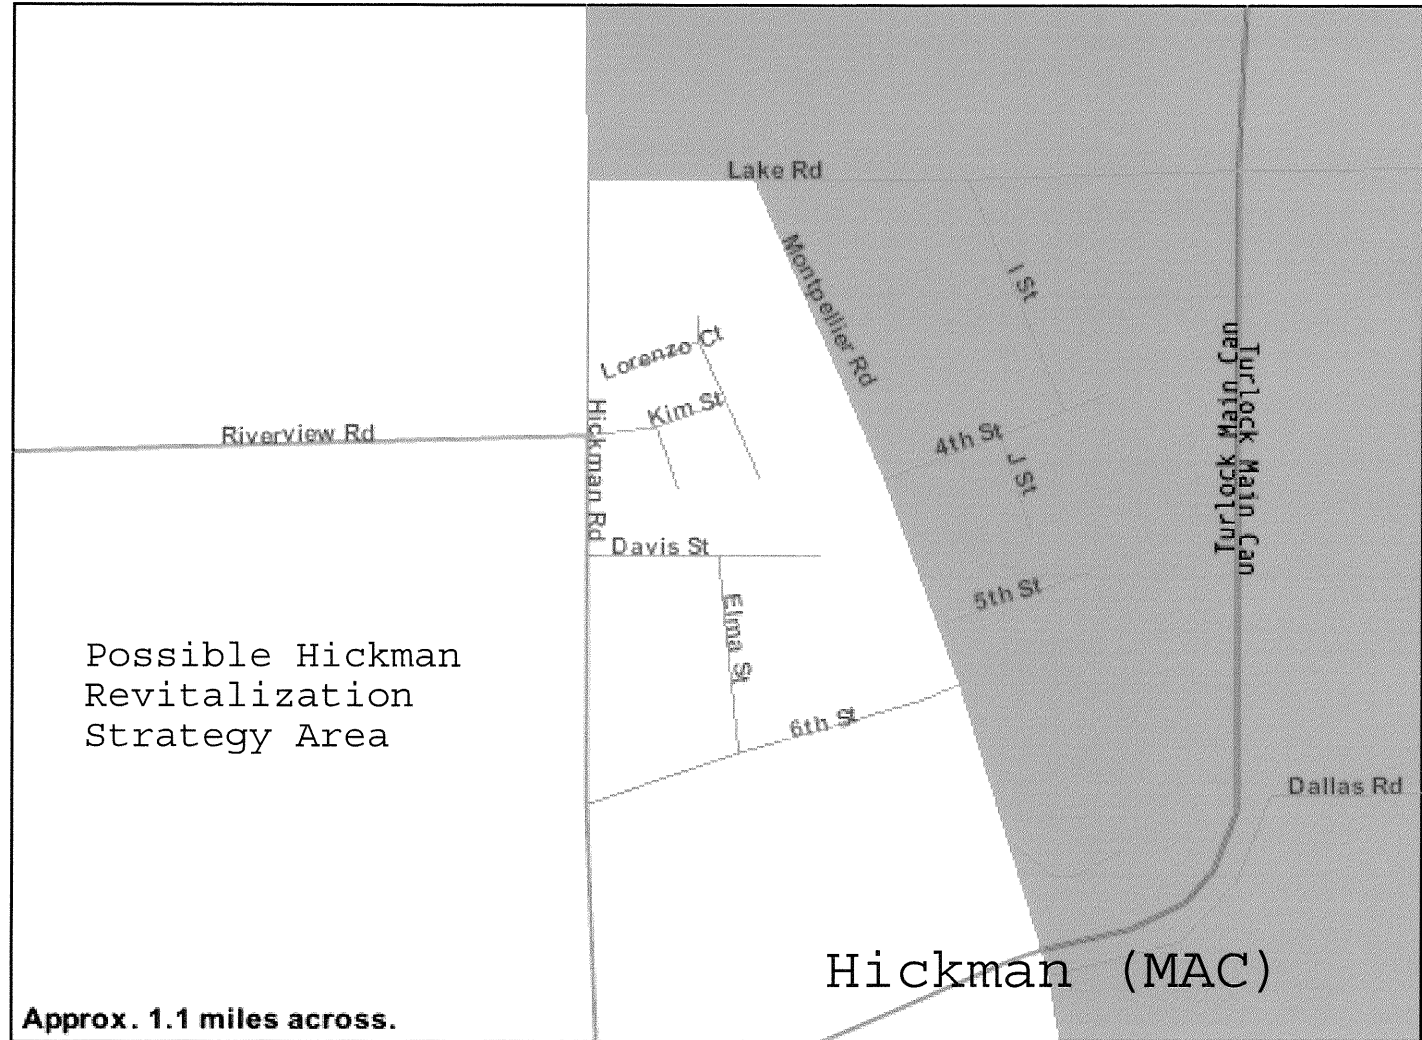 Lake Rd
Montpellier Rd
I St
Lorenzo Ct
Kim St
Hickman Rd
Riverview Rd
4th St
J St
Turlock Main Can
Turlock Main Can
Davis St
5th St
Elma St
6th St
Possible Hickman
Revitalization
Strategy Area
Dallas Rd
Hickman (MAC)
Approx. 1.1 miles across.